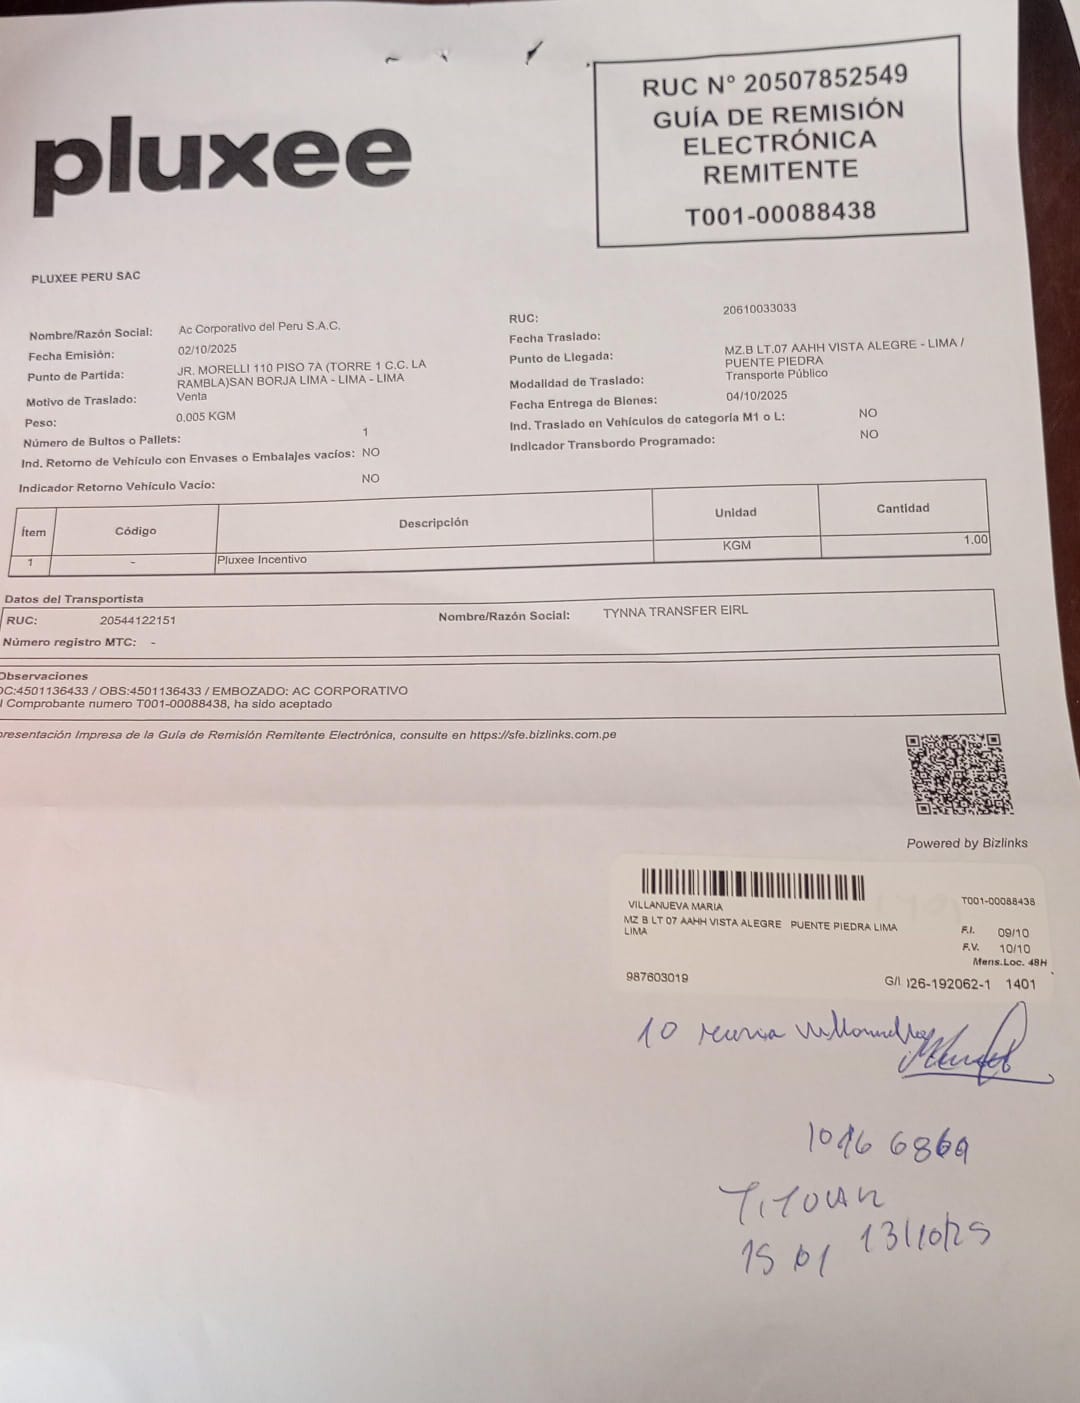 pluxee
RUC Nº 20507852549
GUÍA DE REMISIÓN
ELECTRÓNICA
REMITENTE
T001-00088438
PLUXEE PERU SAC
Nombre/Razón Social: Ac Corporativo del Peru S.A.C.
Fecha Emisión: 02/10/2025
Punto de Partida: JR. MORELLI 110 PISO 7A (TORRE 1 C.C. LA
RAMBLA)SAN BORJA LIMA - LIMA - LIMA
Motivo de Traslado: Venta
Peso: 0.005 KGM
Número de Bultos o Pallets: 1
Ind. Retorno de Vehículo con Envases o Embalajes vacíos: NO
Indicador Retorno Vehículo Vacio: NO
RUC: 20610033033
Fecha Traslado:
Punto de Llegada: MZ.B LT.07 AAHH VISTA ALEGRE - LIMA /
PUENTE PIEDRA
Modalidad de Traslado: Transporte Público
Fecha Entrega de Bienes: 04/10/2025
Ind. Traslado en Vehículos de categoría M1 o L: NO
Indicador Transbordo Programado: NO
Ítem Código Descripción Unidad Cantidad
1 - Pluxee Incentivo KGM 1.00
Datos del Transportista
RUC: 20544122151 Nombre/Razón Social: TYNNA TRANSFER EIRL
Número registro MTC: -
Observaciones
OC:4501136433 / OBS:4501136433 / EMBOZADO: AC CORPORATIVO
l Comprobante numero T001-00088438, ha sido aceptado
presentación Impresa de la Guía de Remisión Remitente Electrónica, consulte en https://sfe.bizlinks.com.pe
Powered by Bizlinks
VILLANUEVA MARIA T001-00088438
MZ B LT 07 AAHH VISTA ALEGRE PUENTE PIEDRA LIMA
LIMA
F.I. 09/10
F.V. 10/10
Mens.Loc. 48H
987603019 G/I 026-192062-1 1401
10 Maria Villanueva
TITULAR
13/10/25
15 01